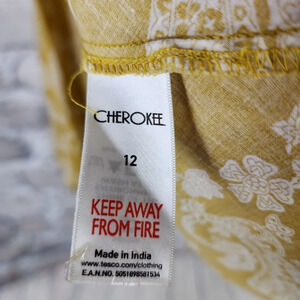 CHEROKEE
12
KEEP AWAY
FROM FIRE
Made in India
www.tesco.com/clothing
E.A.N.NO. 5051898581534